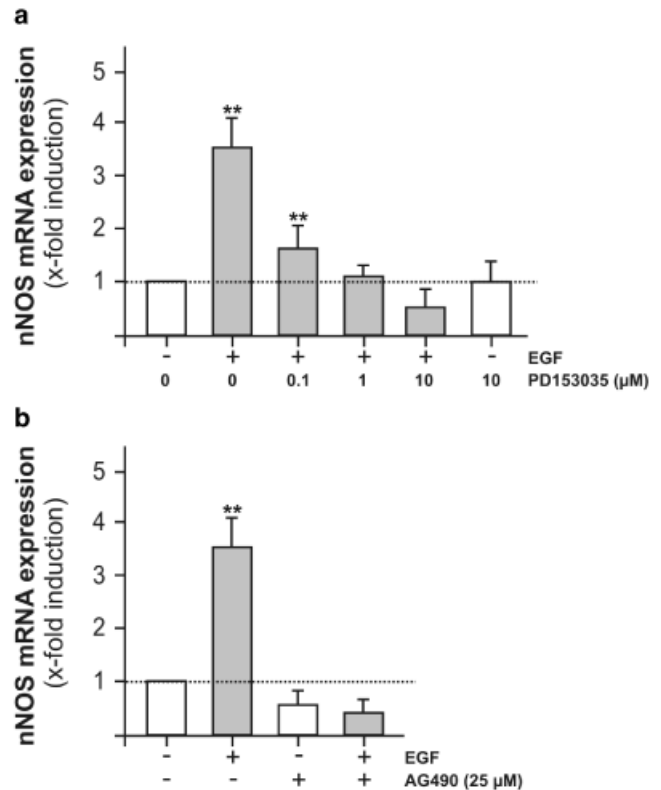 a
nNOS mRNA expression
(x-fold induction)
5
4
3
2
1
**
**
- + + + + - EGF
0 0 0.1 1 10 10 PD153035 (µM)
b
nNOS mRNA expression
(x-fold induction)
5
4
3
2
1
**
- + - + EGF
- - + + AG490 (25 µM)